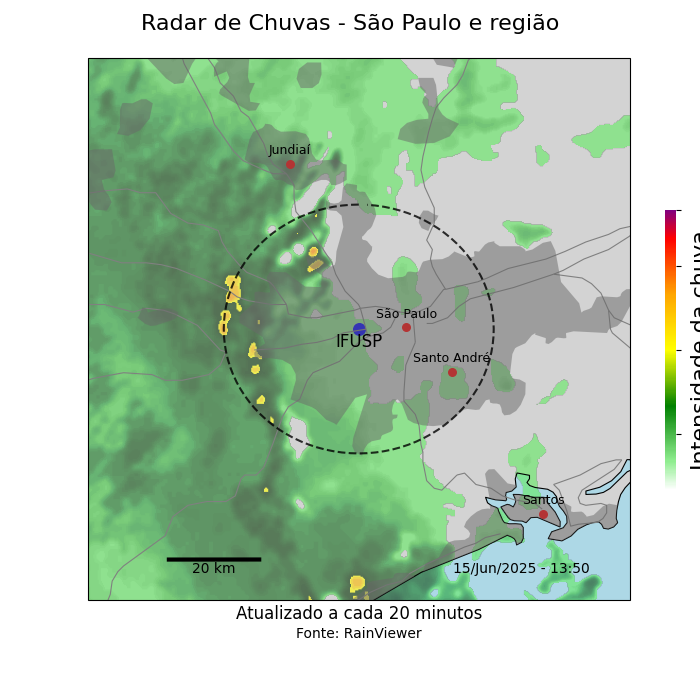 Radar de Chuvas - São Paulo e região
Jundiaí
São Paulo
IFUSP
Santo André
Santos
20 km
15/Jun/2025 - 13:50
Intensidade da chuva
Atualizado a cada 20 minutos
Fonte: RainViewer